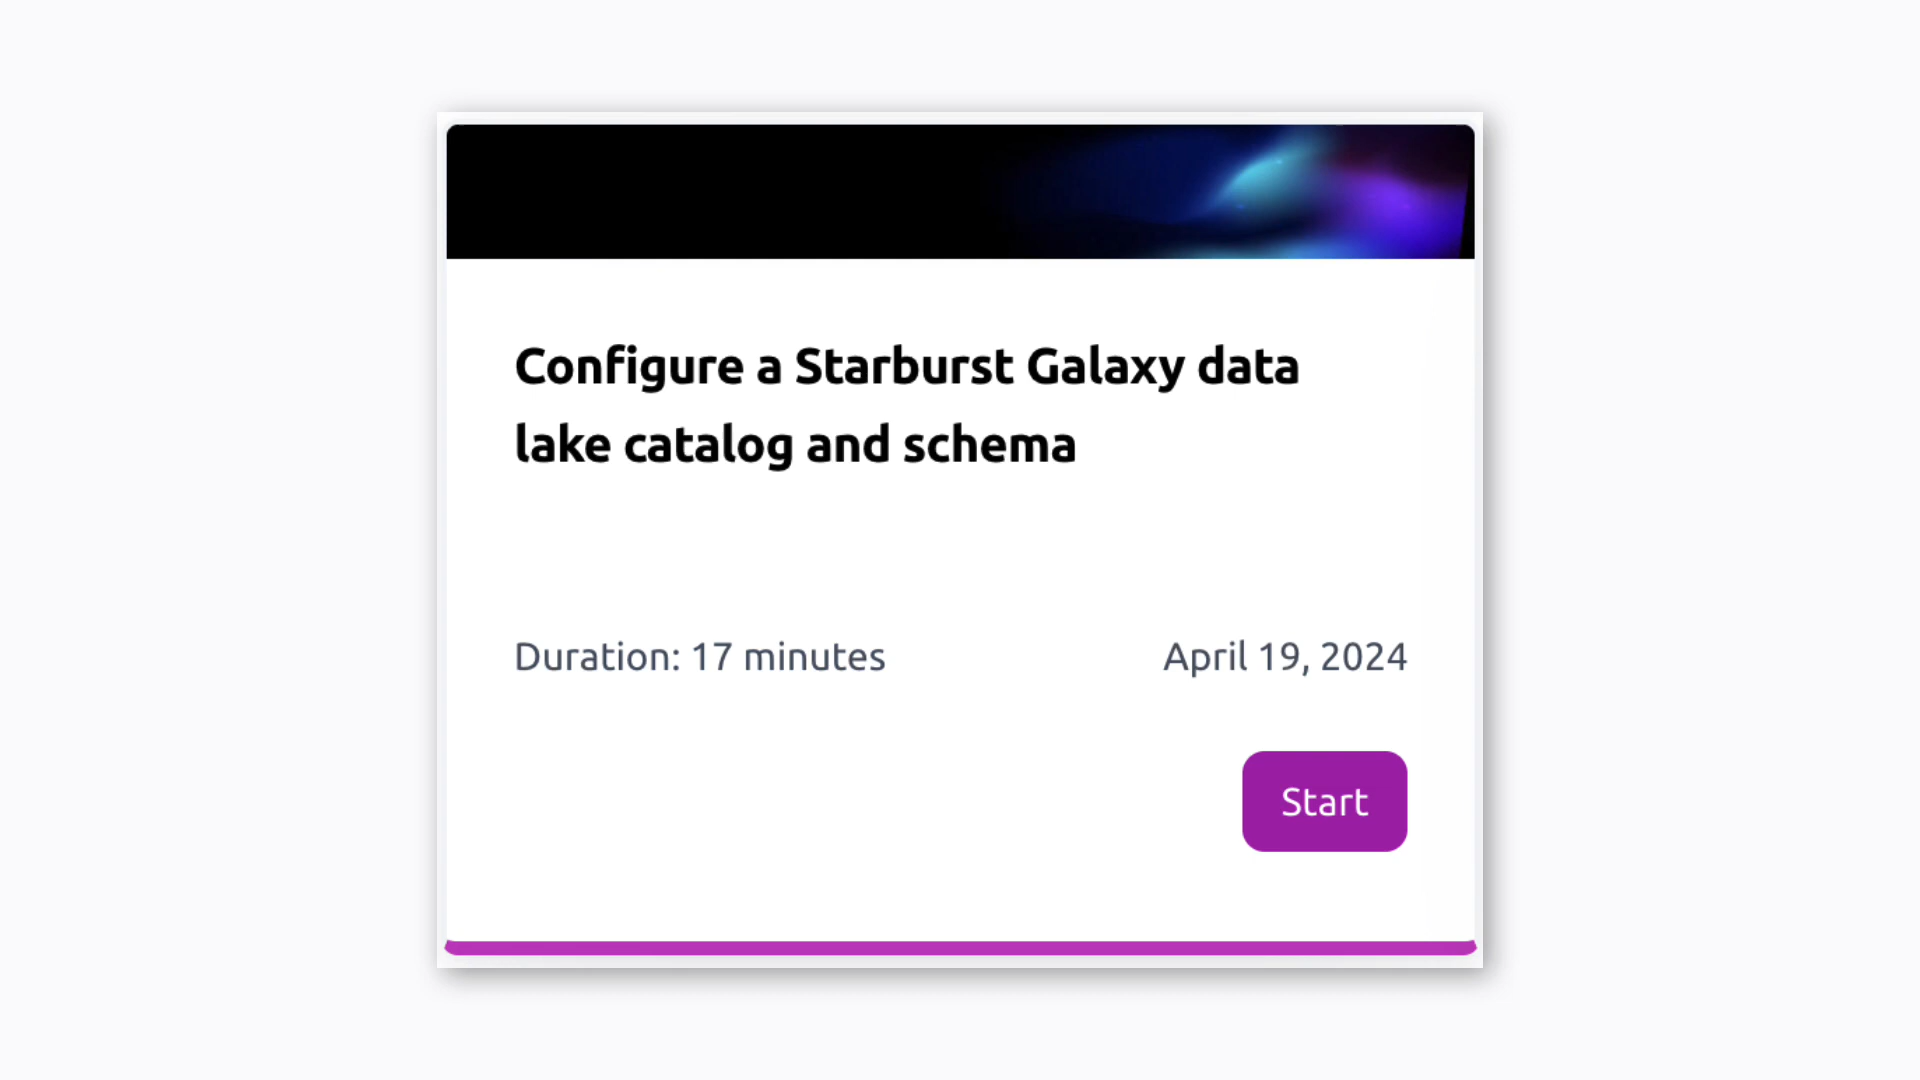 Configure a Starburst Galaxy data
lake catalog and schema
Duration: 17 minutes
April 19, 2024
Start